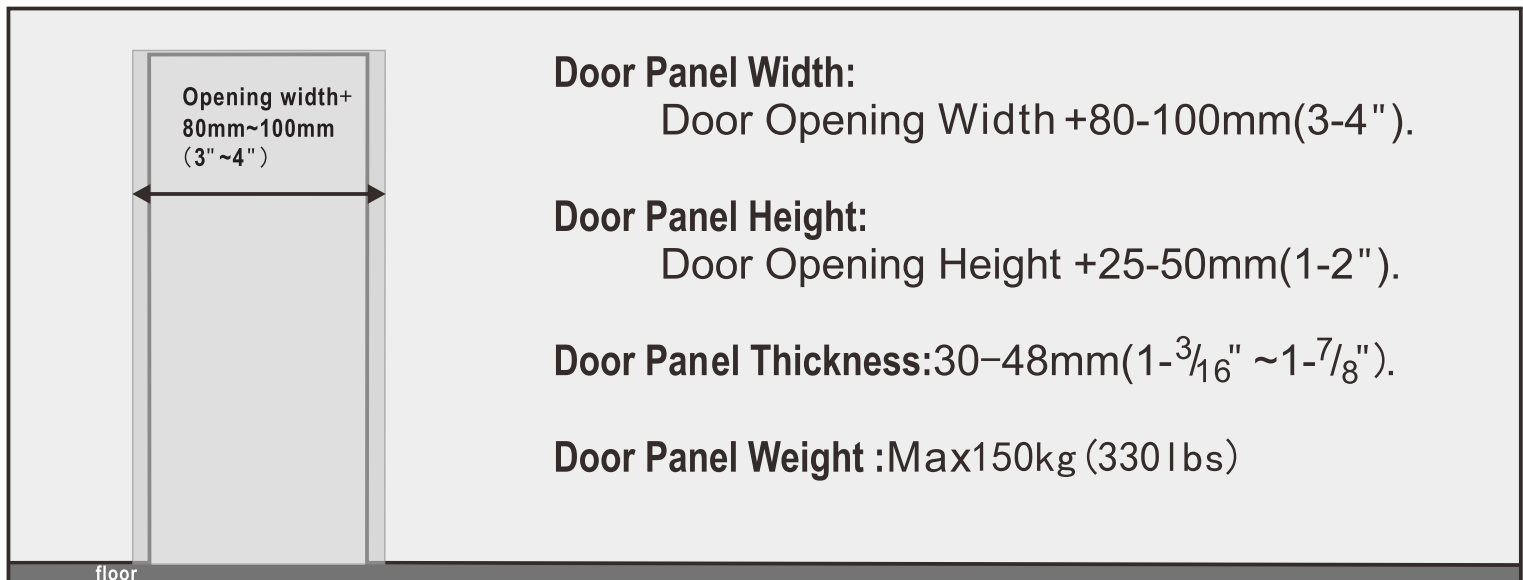 Opening width+
80mm~100mm
(3"~4")
Door Panel Width:
Door Opening Width +80-100mm(3-4").
Door Panel Height:
Door Opening Height +25-50mm(1-2").
Door Panel Thickness:30−48mm(1-3/16" ~1-7/8").
Door Panel Weight :Max150kg(330lbs)
floor